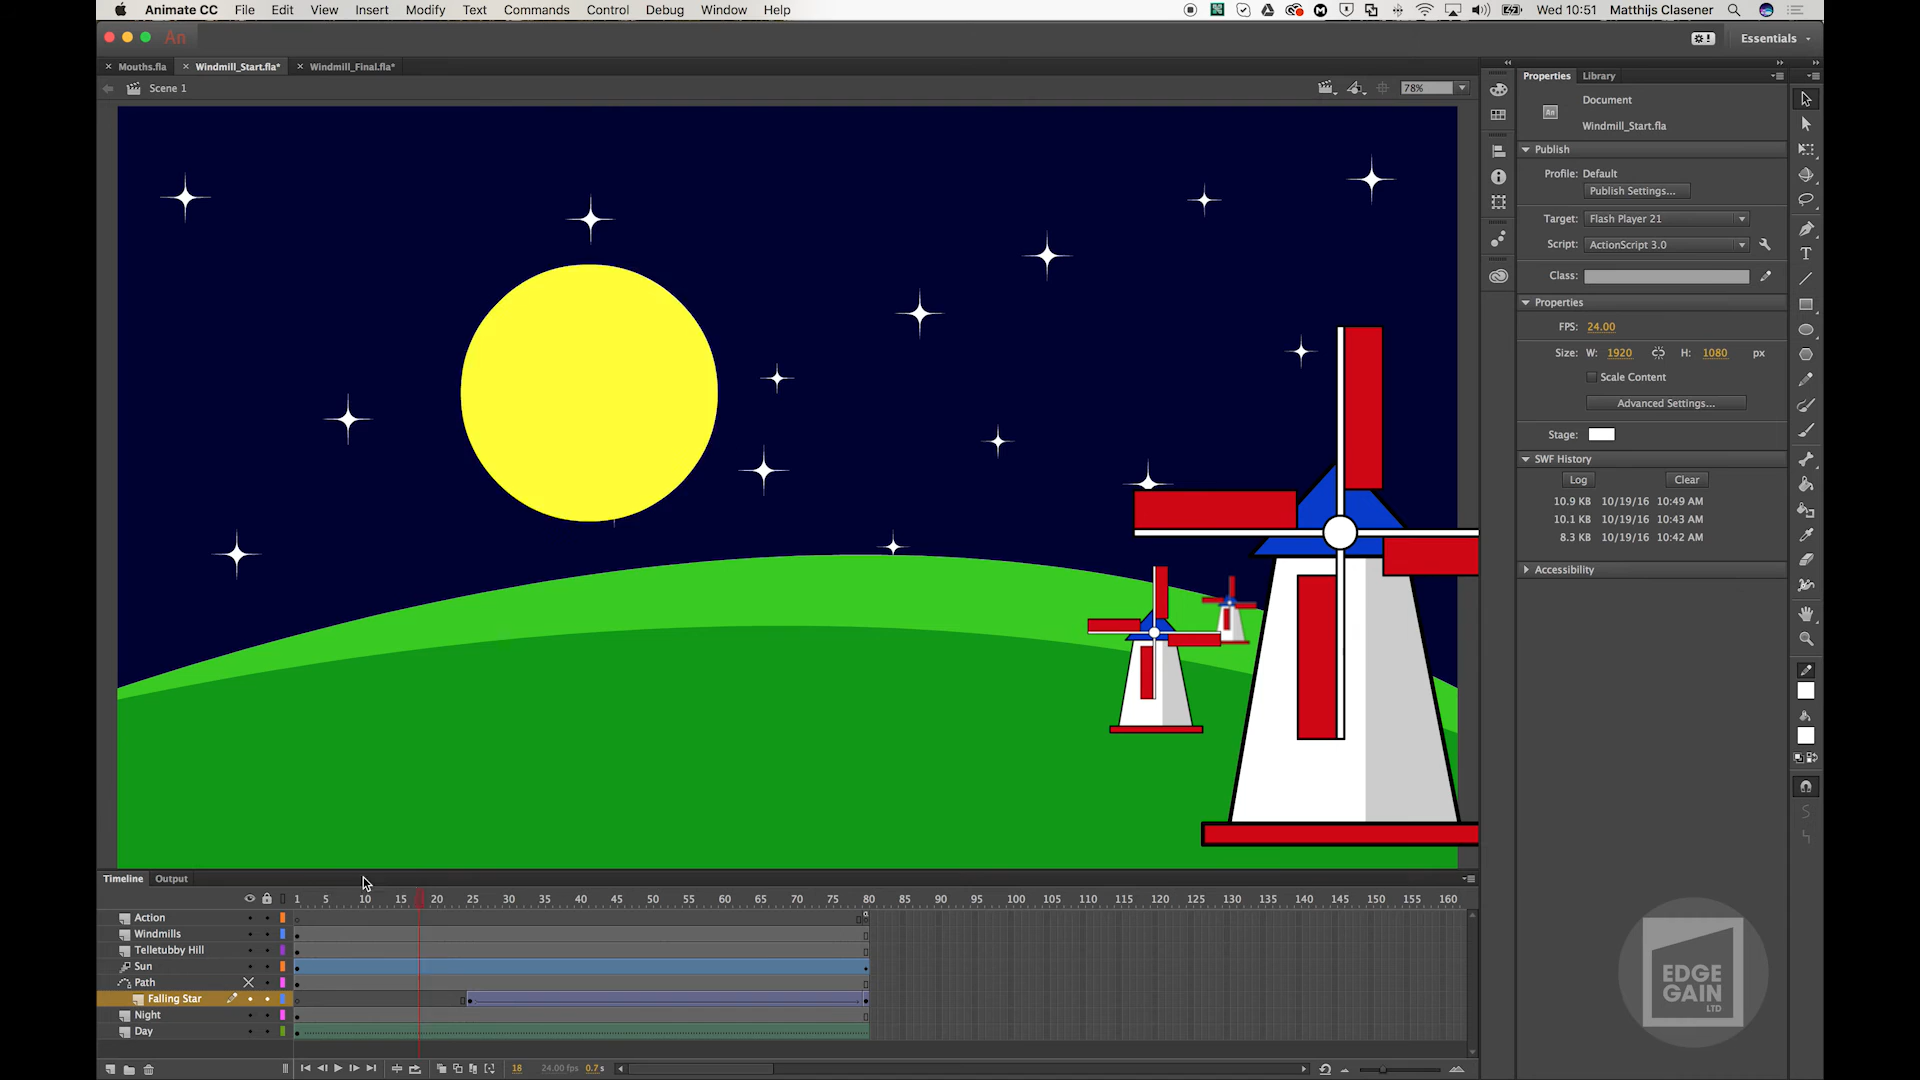 Animate CC File Edit View Insert Modify Text Commands Control Debug Window Help Wed 10:51 Matthijs Clasener
An Essentials
Mouths.fla Windmill_Start.fla* Windmill_Final.fla*
Scene 1 78%
Properties Library
Document
An
Windmill_Start.fla
Publish
Profile: Default
Publish Settings...
Target: Flash Player 21
Script: ActionScript 3.0
Class:
Properties
FPS: 24.00
Size: W: 1920 H: 1080 px
Scale Content
Advanced Settings...
Stage:
SWF History
Log Clear
10.9 KB 10/19/16 10:49 AM
10.1 KB 10/19/16 10:43 AM
8.3 KB 10/19/16 10:42 AM
Accessibility
Timeline Output
1 5 10 15 20 25 30 35 40 45 50 55 60 65 70 75 80 85 90 95 100 105 110 115 120 125 130 135 140 145 150 155 160
Action
Windmills
Telletubby Hill
Sun
Path
Falling Star
Night
Day
18 24.00 fps 0.7 s
EDGE
GAIN
LTD